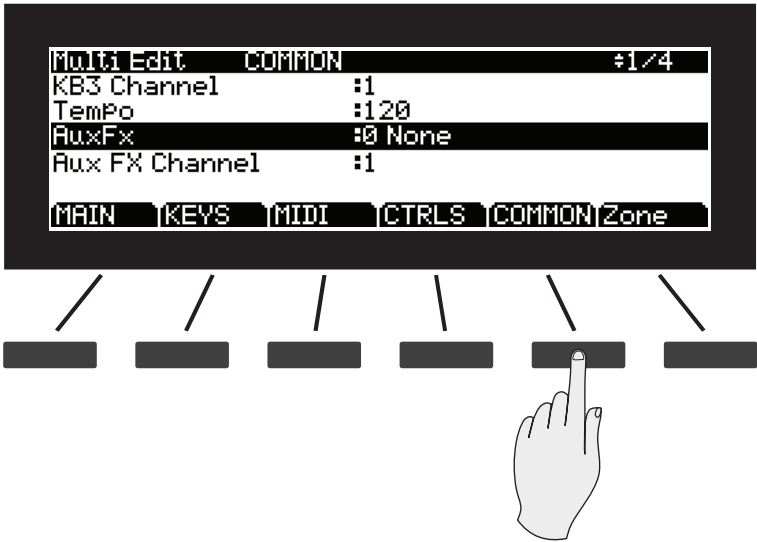 Multi Edit COMMON ÷1/4
KB3 Channel :1
Tempo :120
AuxFx :0 None
Aux FX Channel :1
MAIN KEYS MIDI CTRLS COMMON Zone